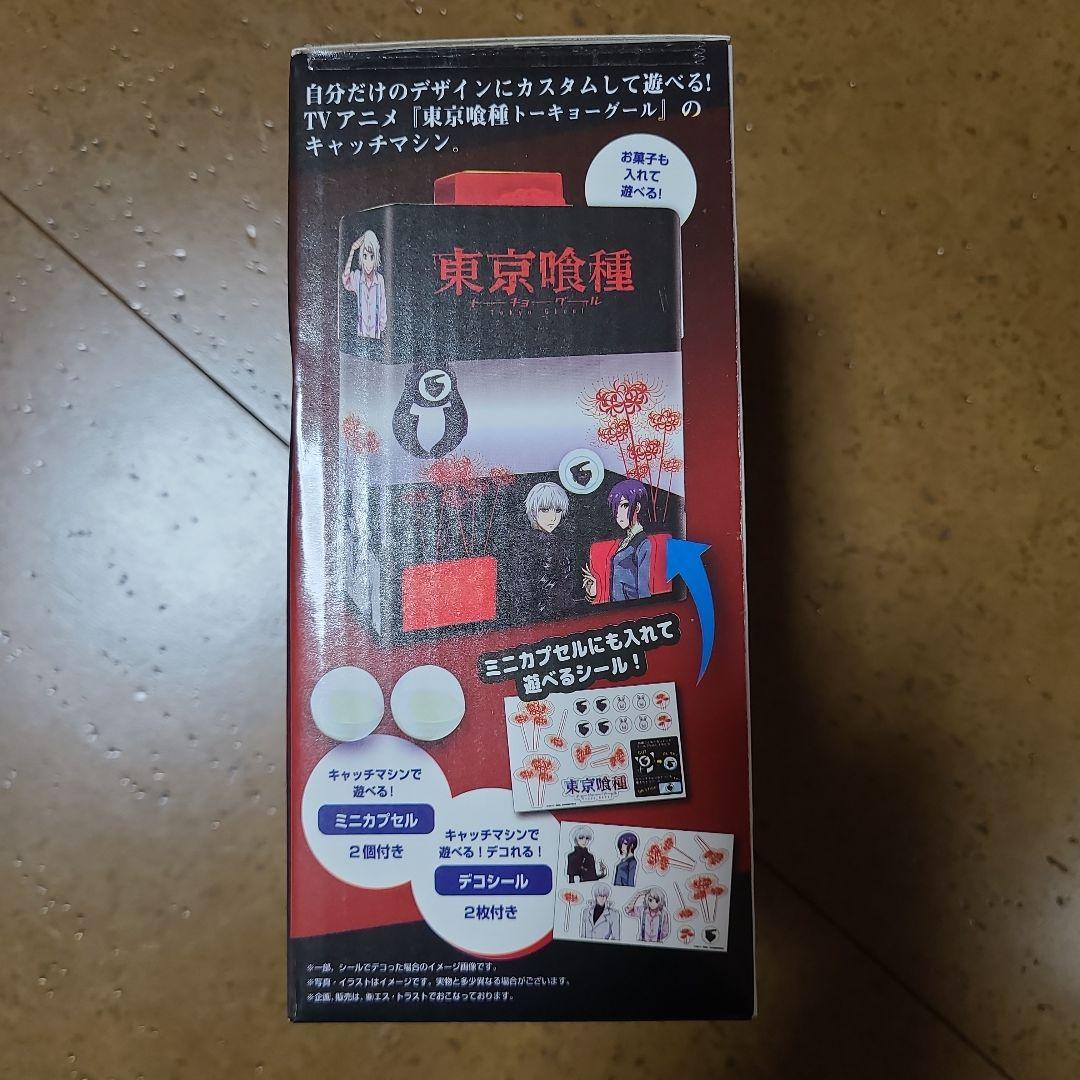 自分だけのデザインにカスタムして遊べる!
TVアニメ『東京喰種トーキョーグール』の
キャッチマシン。
お菓子も
入れて
遊べる!
東京喰種
トーキョーグール
Tokyo Ghoul
ミニカプセルにも入れて
遊べるシール!
東京喰種
キャッチマシンで
遊べる!
ミニカプセル
2個付き
キャッチマシンで
遊べる!デコれる!
デコシール
2枚付き
※一部、シールでデコった場合のイメージ画像です。
※写真・イラストはイメージです。実物と多少異なる場合がございます。
※企画、販売は、㈱エス・トラストでおこなっております。